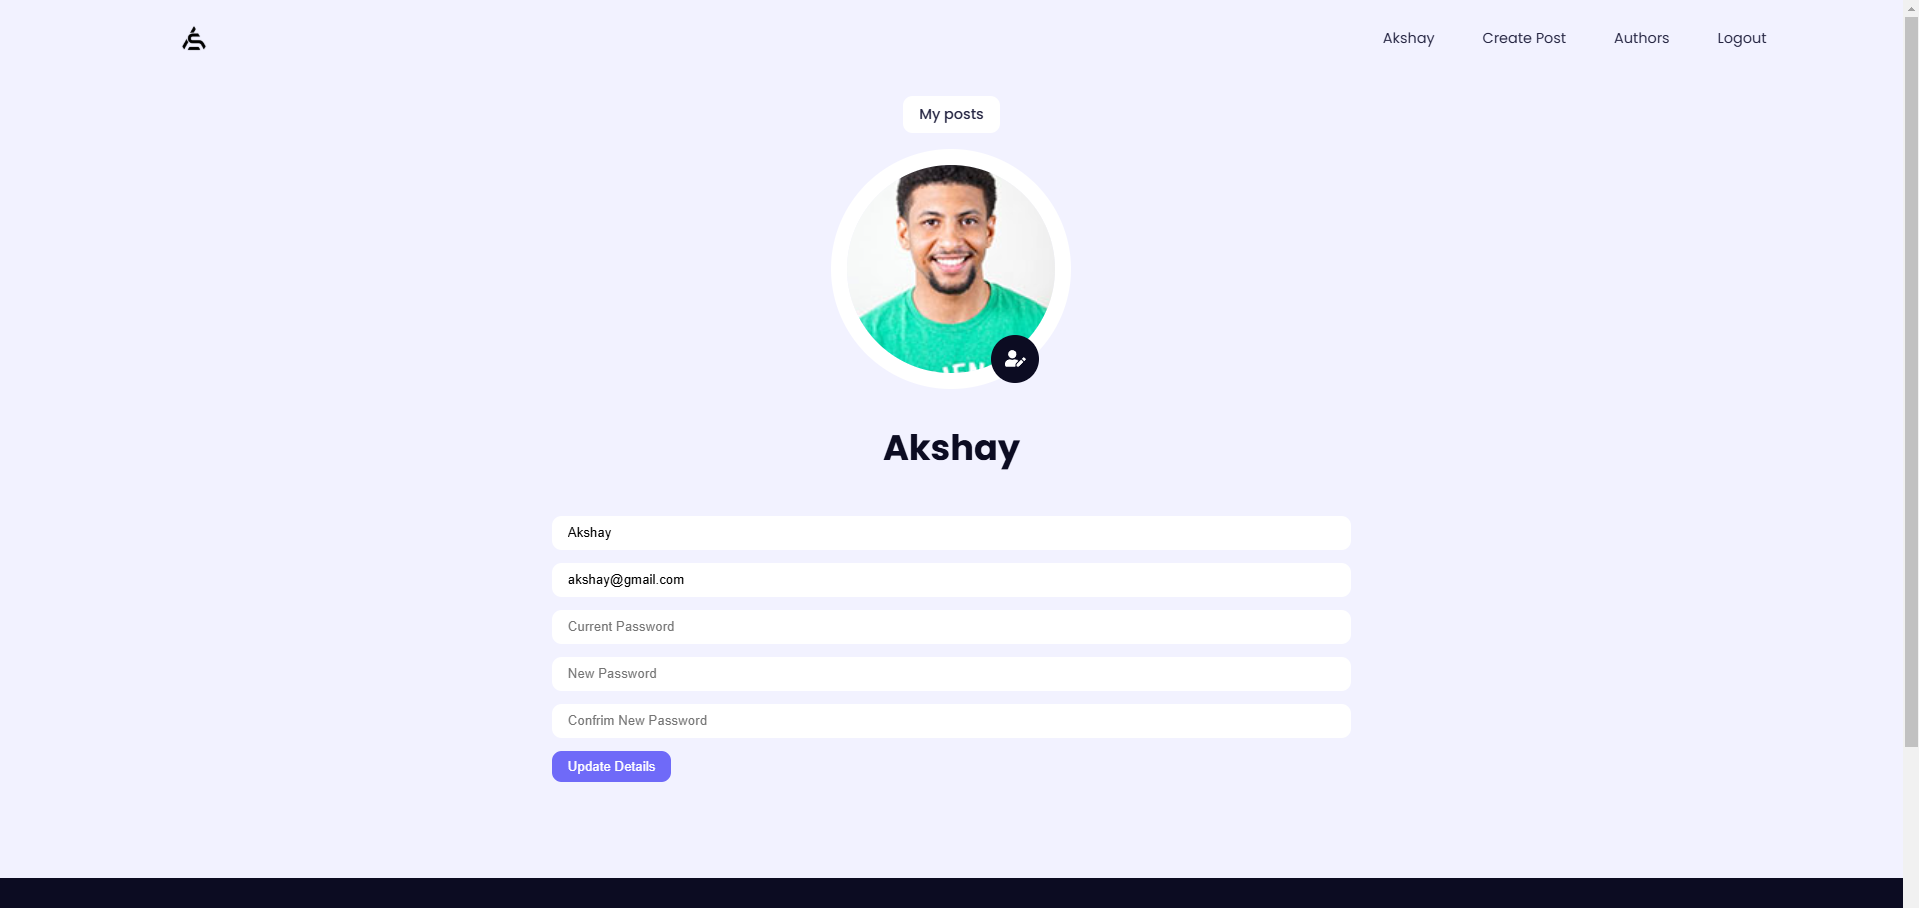 Akshay
Create Post
Authors
Logout
My posts
Akshay
Akshay
akshay@gmail.com
Current Password
New Password
Confrim New Password
Update Details